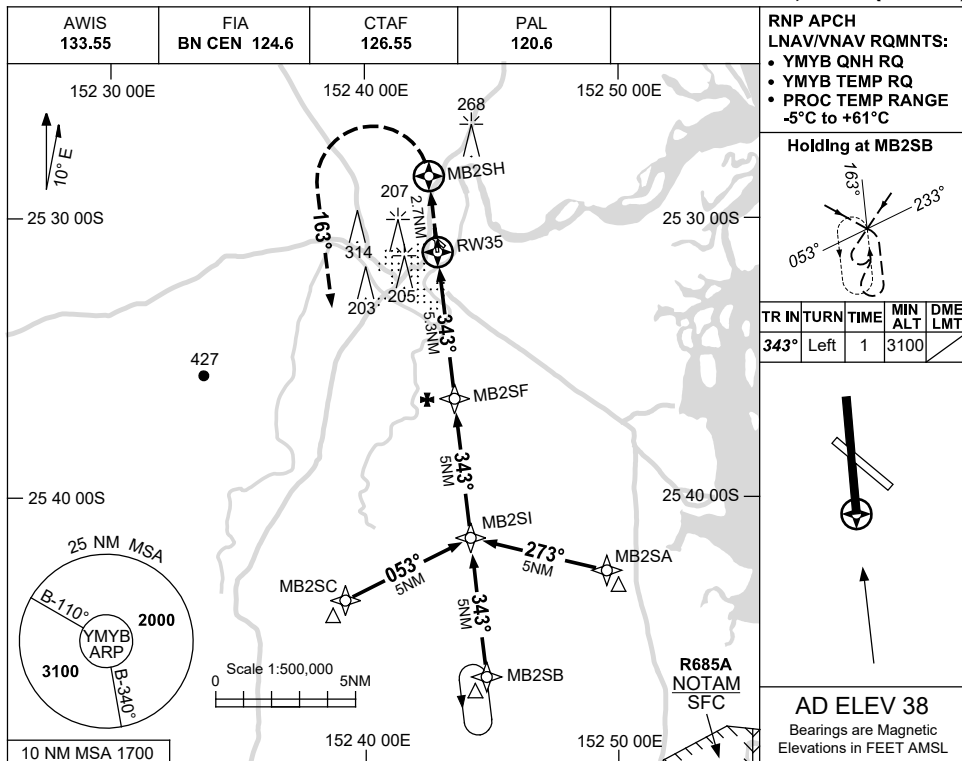 AWIS
133.55
FIA
BN CEN 124.6
CTAF
126.55
PAL
120.6
RNP APCH
LNAV/VNAV RQMNTS:
• YMYB QNH RQ
• YMYB TEMP RQ
• PROC TEMP RANGE
-5°C to +61°C
152 30 00E
152 40 00E
152 50 00E
10° E
268
MB2SH
207
2.7NM
163°
25 30 00S
25 30 00S
RW35
314
203
205
5.3NM
343°
427
MB2SF
343°
5NM
25 40 00S
25 40 00S
MB2SI
053°
5NM
273°
5NM
MB2SC
MB2SA
343°
5NM
MB2SB
25 NM MSA
B-110°
2000
YMYB
ARP
3100
B-340°
Scale 1:500,000
0
5NM
R685A
NOTAM
SFC
10 NM MSA 1700
152 40 00E
152 50 00E
Holding at MB2SB
163°
233°
053°
TR IN TURN TIME MIN ALT DME LMT
343° Left 1 3100
AD ELEV 38
Bearings are Magnetic
Elevations in FEET AMSL